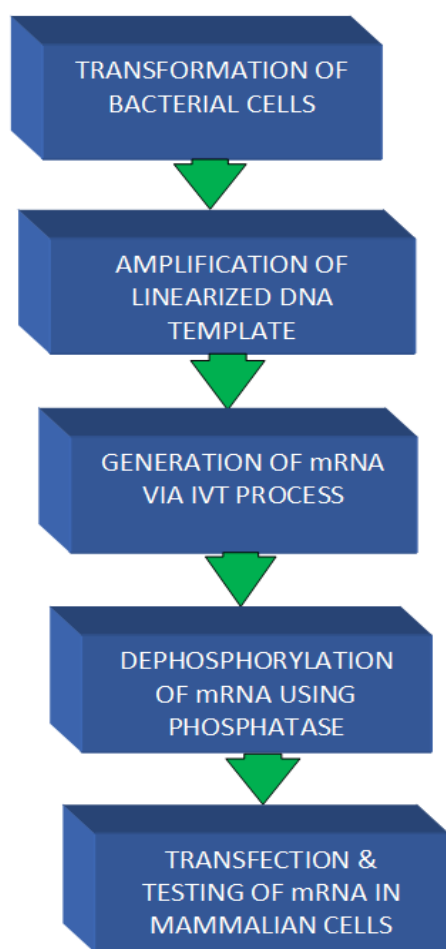 TRANSFORMATION OF
BACTERIAL CELLS
AMPLIFICATION OF
LINEARIZED DNA
TEMPLATE
GENERATION OF mRNA
VIA IVT PROCESS
DEPHOSPHORYLATION
OF mRNA USING
PHOSPHATASE
TRANSFECTION &
TESTING OF mRNA IN
MAMMALIAN CELLS